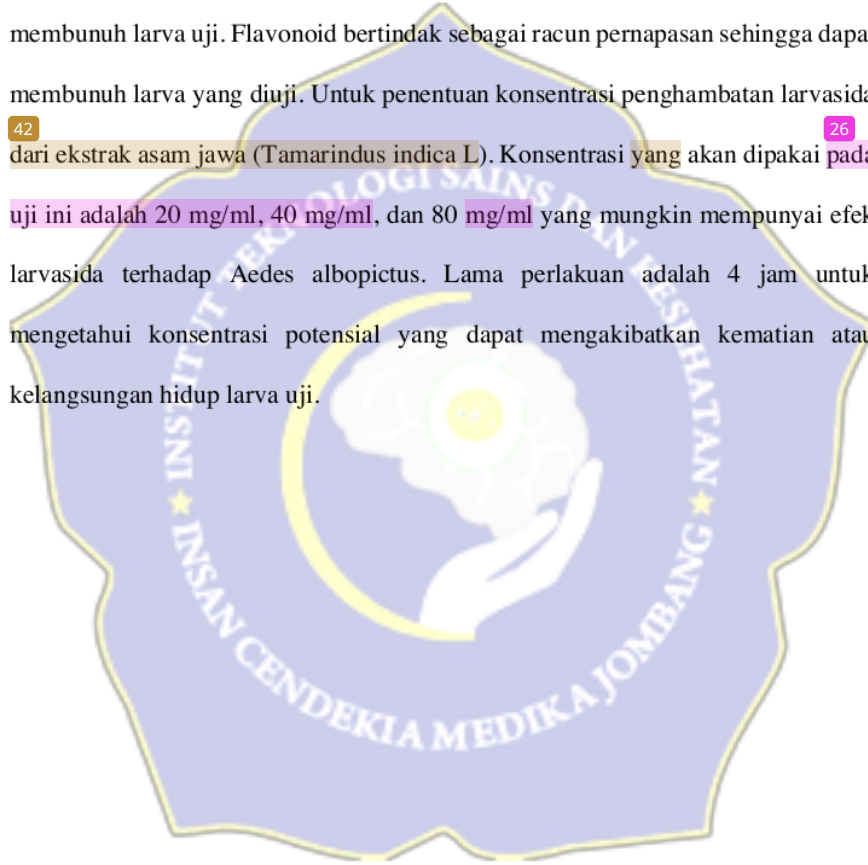 membunuh larva uji. Flavonoid bertindak sebagai racun pernapasan sehingga dapa
membunuh larva yang diuji. Untuk penentuan konsentrasi penghambatan larvasida
42
26
dari ekstrak asam jawa (Tamarindus indica L). Konsentrasi yang akan dipakai pada
uji ini adalah 20 mg/ml, 40 mg/ml, dan 80 mg/ml yang mungkin mempunyai efek
larvasida terhadap Aedes albopictus. Lama perlakuan adalah 4 jam untuk
mengetahui konsentrasi potensial yang dapat mengakibatkan kematian atau
kelangsungan hidup larva uji.
INSTITUT TEKNOLOGI SAINS DAN KESEHATAN
INSAN CENDEKIA MEDIKA JOMBANG